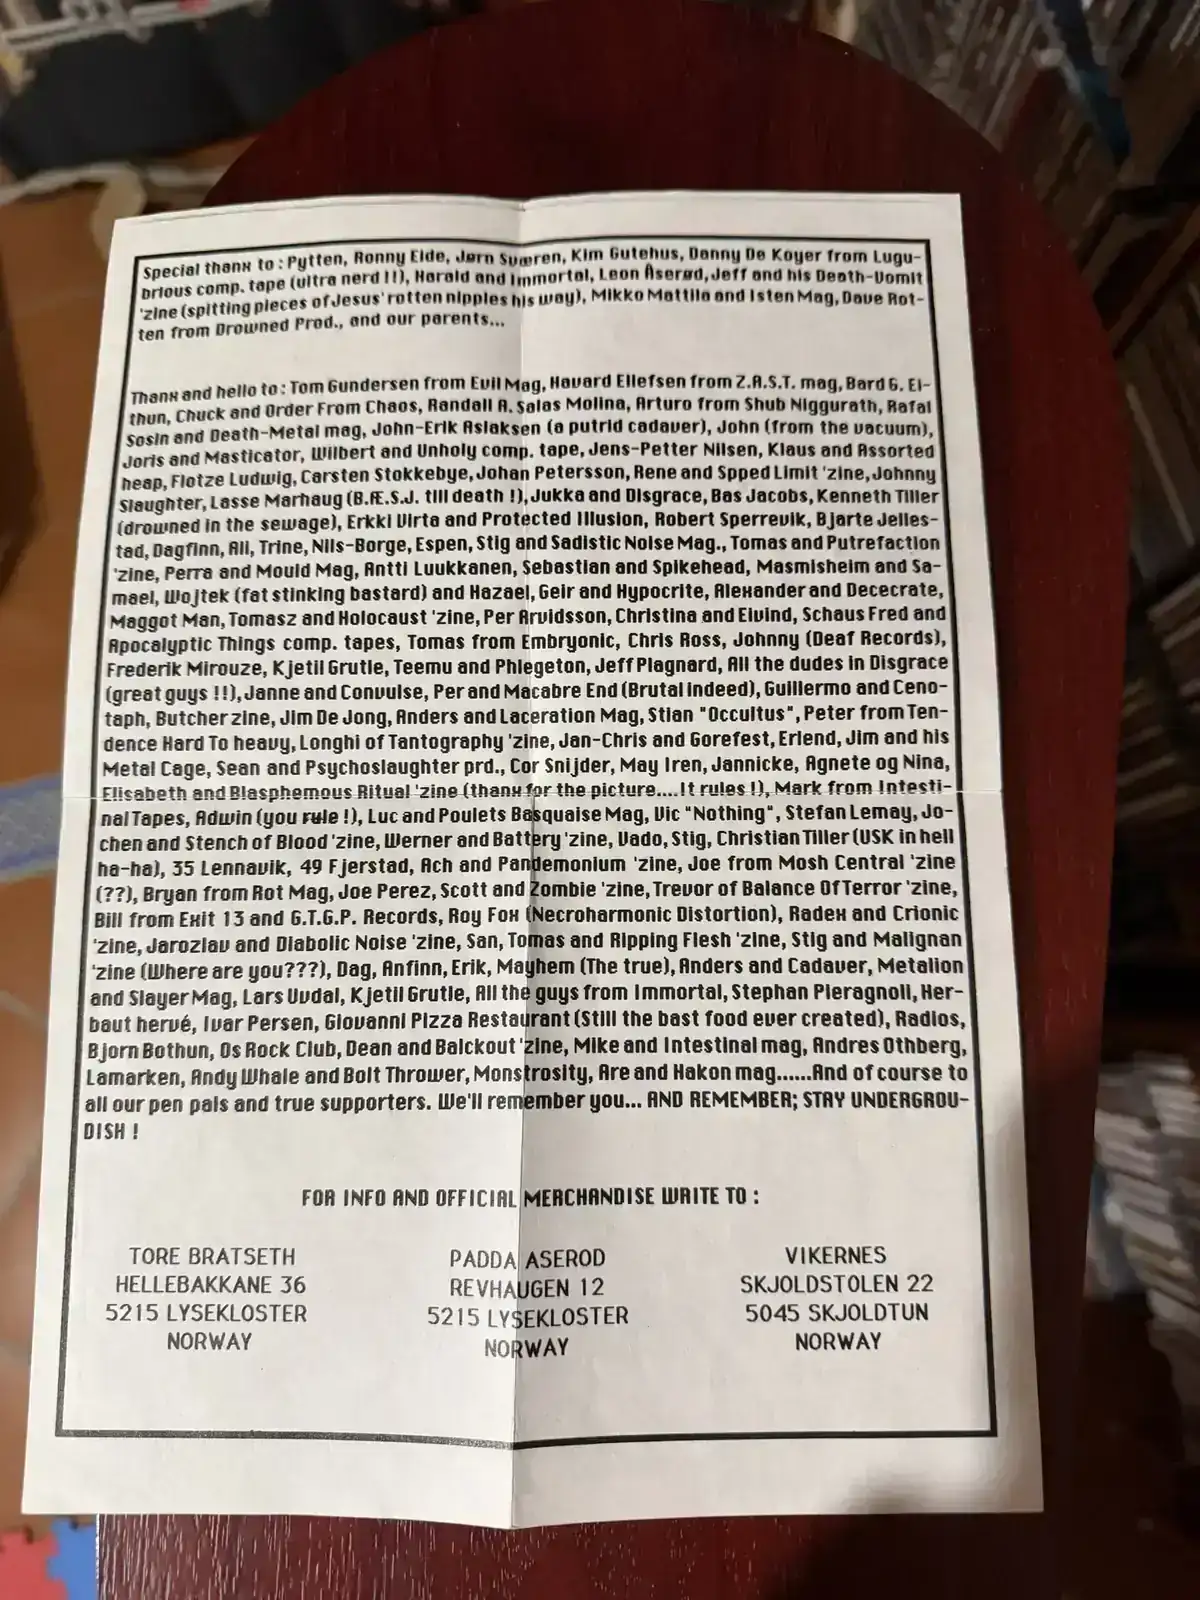 Special thanx to : Pytten, Ronny Eide, Jørn Sværen, Kim Gutehus, Danny De Koyer from Lugu-
brious comp. tape (ultra nerd !!), Harald and Immortal, Leon Åserød, Jeff and his Death-Vomit
'zine (spitting pieces of Jesus' rotten nipples his way), Mikko Mattila and Isten Mag, Dave Rot-
ten from Drowned Prod., and our parents...
Thanx and hello to : Tom Gundersen from Evil Mag, Havard Ellefsen from Z.A.S.T. mag, Bard G. Ei-
thun, Chuck and Order From Chaos, Randall A. Salas Molina, Arturo from Shub Niggurath, Rafal
Sosin and Death-Metal mag, John-Erik Aslaksen (a putrid cadaver), John (from the vacuum),
Joris and Masticator, Wilbert and Unholy comp. tape, Jens-Petter Nilsen, Klaus and Assorted
heap, Flotze Ludwig, Carsten Stokkebye, Johan Petersson, Rene and Spped Limit 'zine, Johnny
Slaughter, Lasse Marhaug (B.Æ.S.J. till death !), Jukka and Disgrace, Bas Jacobs, Kenneth Tiller
(drowned in the sewage), Erkki Virta and Protected Illusion, Robert Sperrevik, Bjarte Jelles-
tad, Dagfinn, Ali, Trine, Nils-Borge, Espen, Stig and Sadistic Noise Mag., Tomas and Putrefaction
'zine, Perra and Mould Mag, Antti Luukkanen, Sebastian and Spikehead, Masmisheim and Sa-
mael, Wojtek (fat stinking bastard) and Hazael, Geir and Hypocrite, Alexander and Dececrate,
Maggot Man, Tomasz and Holocaust 'zine, Per Arvidsson, Christina and Eivind, Schaus Fred and
Apocalyptic Things comp. tapes, Tomas from Embryonic, Chris Ross, Johnny (Deaf Records),
Frederik Mirouze, Kjetil Grutle, Teemu and Phlegeton, Jeff Plagnard, All the dudes in Disgrace
(great guys !!), Janne and Convulse, Per and Macabre End (Brutal indeed), Guillermo and Ceno-
taph, Butcher zine, Jim De Jong, Anders and Laceration Mag, Stian "Occultus", Peter from Ten-
dence Hard To heavy, Longhi of Tantography 'zine, Jan-Chris and Gorefest, Erlend, Jim and his
Metal Cage, Sean and Psychoslaughter prd., Cor Snijder, May Iren, Jannicke, Agnete og Nina,
Elisabeth and Blasphemous Ritual 'zine (thanx for the picture....It rules !), Mark from Intesti-
nal Tapes, Adwin (you rule !), Luc and Poulets Basquaise Mag, Vic "Nothing", Stefan Lemay, Jo-
chen and Stench of Blood 'zine, Werner and Battery 'zine, Vado, Stig, Christian Tiller (USK in hell
ha-ha), 35 Lennavik, 49 Fjerstad, Ach and Pandemonium 'zine, Joe from Mosh Central 'zine
(??), Bryan from Rot Mag, Joe Perez, Scott and Zombie 'zine, Trevor of Balance Of Terror 'zine,
Bill from Exit 13 and G.T.G.P. Records, Roy Fox (Necroharmonic Distortion), Radex and Crionic
'zine, Jarozlav and Diabolic Noise 'zine, San, Tomas and Ripping Flesh 'zine, Stig and Malignan
'zine (Where are you???), Dag, Anfinn, Erik, Mayhem (The true), Anders and Cadaver, Metalion
and Slayer Mag, Lars Uvdal, Kjetil Grutle, All the guys from Immortal, Stephan Pieragnoli, Her-
baut hervé, Ivar Persen, Giovanni Pizza Restaurant (Still the bast food ever created), Radios,
Bjorn Bothun, Os Rock Club, Dean and Balckout 'zine, Mike and Intestinal mag, Andres Othberg,
Lamarken, Andy Whale and Bolt Thrower, Monstrosity, Are and Hakon mag......And of course to
all our pen pals and true supporters. We'll remember you... AND REMEMBER; STAY UNDERGROU-
DISH !
FOR INFO AND OFFICIAL MERCHANDISE WRITE TO :
TORE BRATSETH
HELLEBAKKANE 36
5215 LYSEKLOSTER
NORWAY
PADDA ASEROD
REVHAUGEN 12
5215 LYSEKLOSTER
NORWAY
VIKERNES
SKJOLDSTOLEN 22
5045 SKJOLDTUN
NORWAY